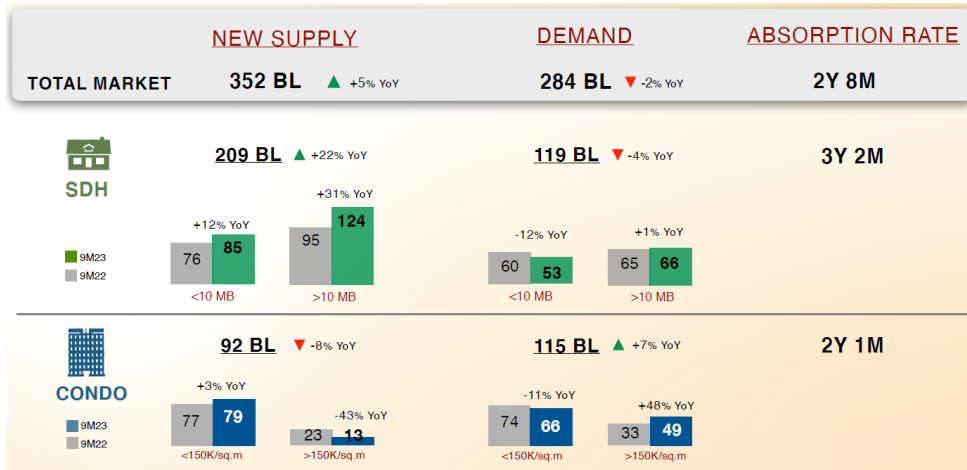 NEW SUPPLY DEMAND ABSORPTION RATE
TOTAL MARKET 352 BL ▲ +5% YoY 284 BL ▼ -2% YoY 2Y 8M
SDH
209 BL ▲ +22% YoY 119 BL ▼ -4% YoY 3Y 2M
+12% YoY +31% YoY -12% YoY +1% YoY
76 85 95 124 60 53 65 66
9M23
9M22
<10 MB >10 MB <10 MB >10 MB
CONDO
92 BL ▼ -8% YoY 115 BL ▲ +7% YoY 2Y 1M
+3% YoY -43% YoY -11% YoY +48% YoY
77 79 23 13 74 66 33 49
9M23
9M22
<150K/sq.m >150K/sq.m <150K/sq.m >150K/sq.m